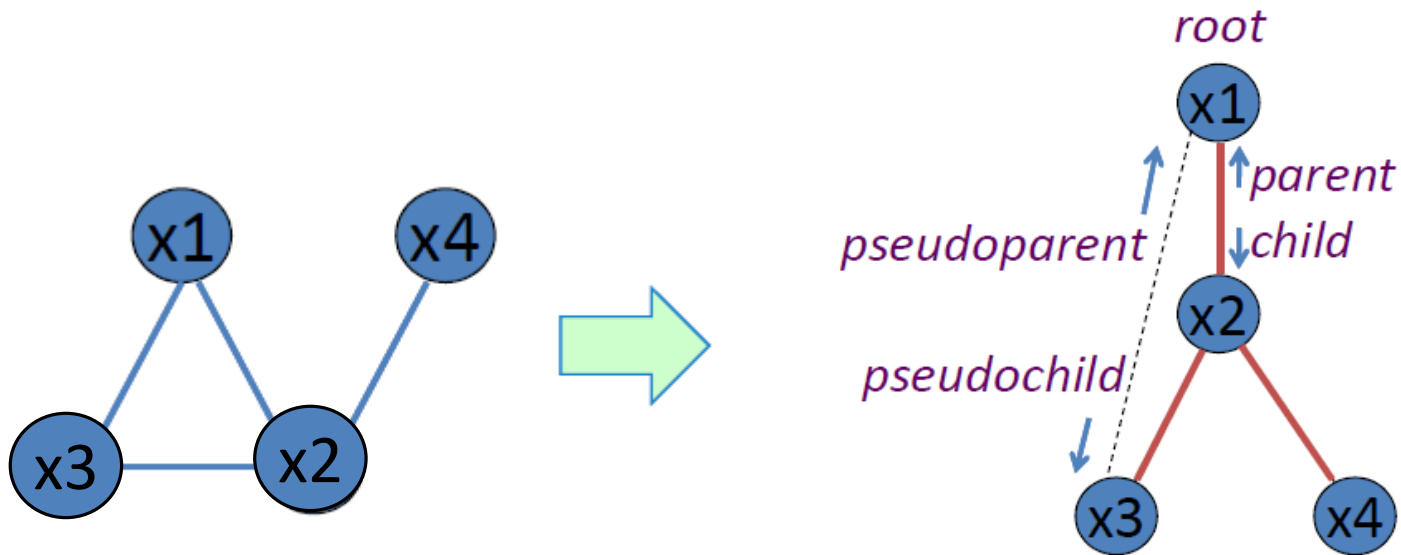 x1
x4
x3
x2
root
x1
parent
pseudoparent
child
x2
pseudochild
x3
x4